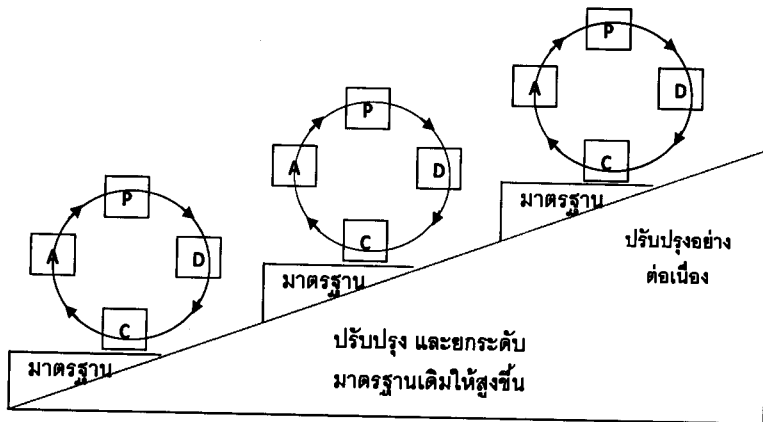 P
A
D
C
มาตรฐาน
P
A
D
C
มาตรฐาน
P
A
D
C
มาตรฐาน
ปรับปรุงอย่าง
ต่อเนื่อง
ปรับปรุง และยกระดับ
มาตรฐานเดิมให้สูงขึ้น